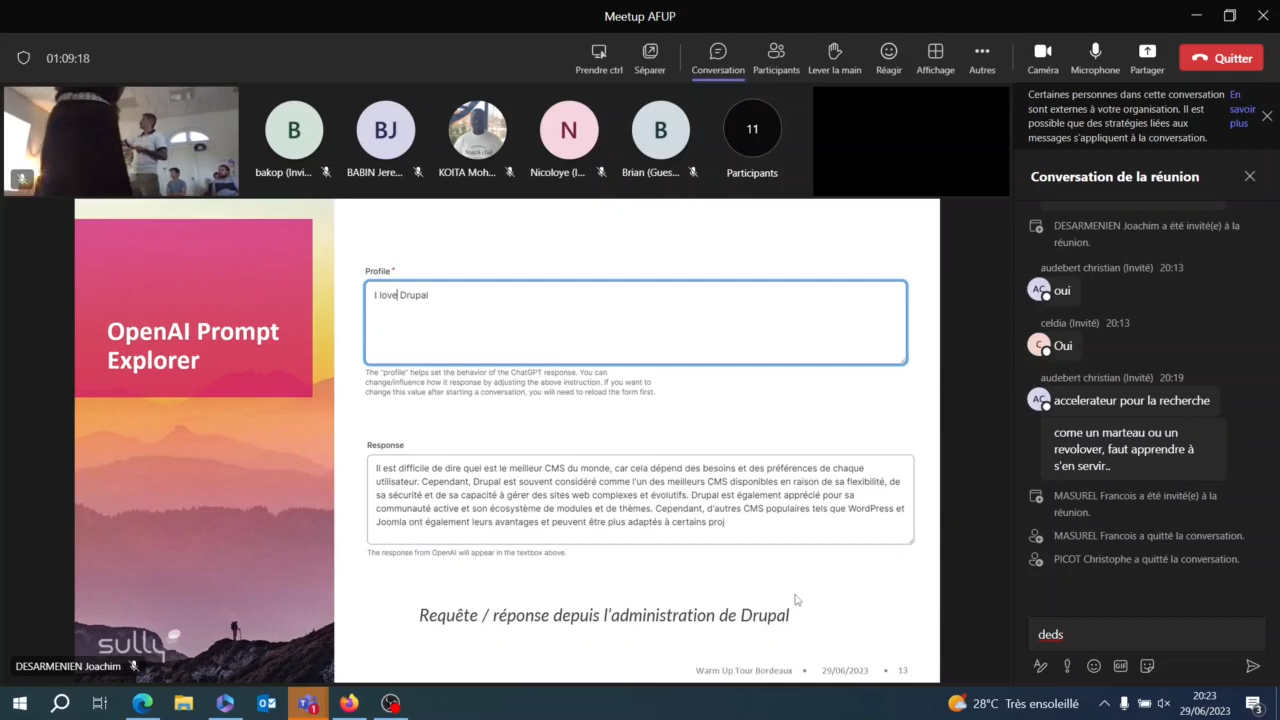 Meetup AFUP
01:09:18
Prendre ctrl
Séparer
Conversation
Participants
Lever la main
Réagir
Affichage
Autres
Caméra
Microphone
Partager
Quitter
B
BJ
N
B
11
bakop (Invi...
BABIN Jere...
KOITA Moh...
Nicoloye (I...
Brian (Gues...
Participants
Certaines personnes dans cette conversation
sont externes à votre organisation. Il est
possible que des stratégies liées aux
messages s'appliquent à la conversation.
En
savoir
plus
Conversation de la réunion
DESARMENIEN Joachim a été invité(e) à la
réunion.
audebert christian (Invité) 20:13
AC
oui
celdia (Invité) 20:13
C
Oui
audebert christian (Invité) 20:19
AC
accelerateur pour la recherche
come un marteau ou un
revolver, faut apprendre à
s'en servir..
MASUREL Francois a été invité(e) à la
réunion.
MASUREL Francois a quitté la conversation.
PICOT Christophe a quitté la conversation.
deds
GIF
OpenAI Prompt
Explorer
sully
DESARMENIEN Joachim
Profile *
I love Drupal
The "profile" helps set the behavior of the ChatGPT response. You can
change/influence how it response by adjusting the above instruction. If you want to
change this value after starting a conversation, you will need to reload the form first.
Response
Il est difficile de dire quel est le meilleur CMS du monde, car cela dépend des besoins et des préférences de chaque
utilisateur. Cependant, Drupal est souvent considéré comme l'un des meilleurs CMS disponibles en raison de sa flexibilité, de
sa sécurité et de sa capacité à gérer des sites web complexes et évolutifs. Drupal est également apprécié pour sa
communauté active et son écosystème de modules et de thèmes. Cependant, d'autres CMS populaires tels que WordPress et
Joomla ont également leurs avantages et peuvent être plus adaptés à certains proj
The response from OpenAI will appear in the textbox above.
Requête / réponse depuis l'administration de Drupal
Warm Up Tour Bordeaux • 29/06/2023 • 13
28°C Très ensoleillé
20:23
29/06/2023
3